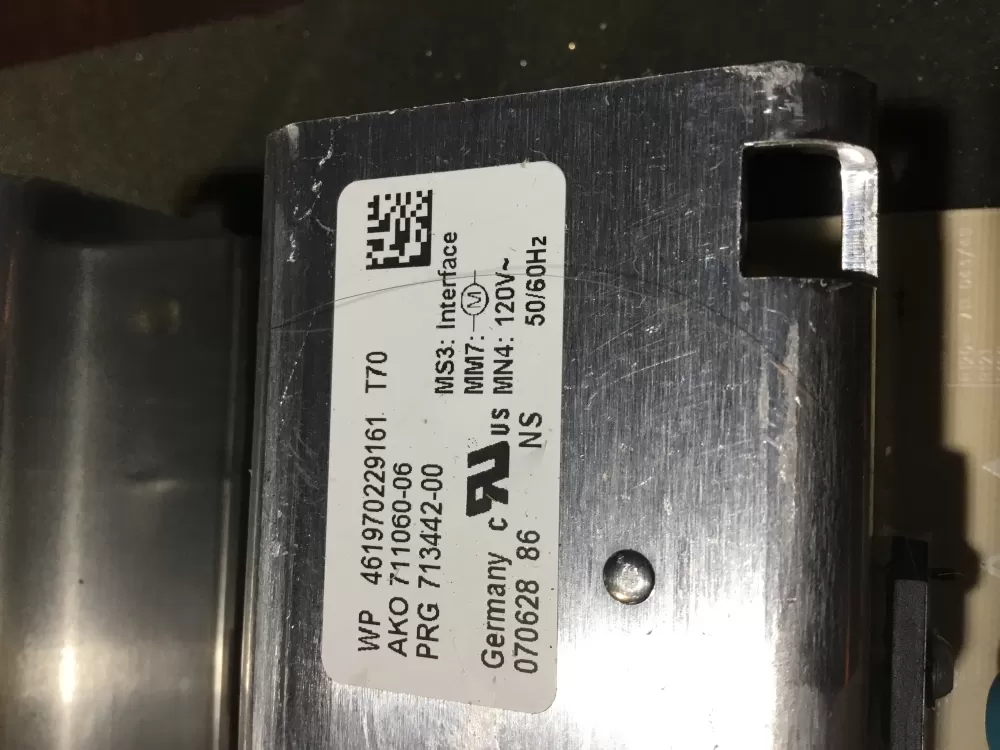 WP 461970229161 T70
AKO 711060-06
PRG 713442-00
MS3: Interface
MM7: M
MN4: 120V~
50/60Hz
Germany c US
070628 86 NS